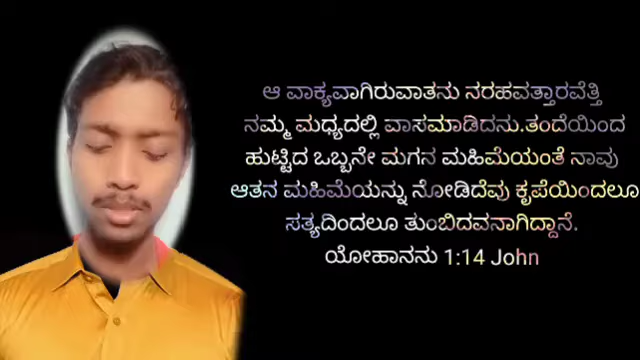 ಆ ವಾಕ್ಯವಾಗಿರುವಾತನು ನರಹವತ್ತಾರವೆತ್ತಿ
ನಮ್ಮ ಮಧ್ಯದಲ್ಲಿ ವಾಸಮಾಡಿದನು.ತಂದೆಯಿಂದ
ಹುಟ್ಟಿದ ಒಬ್ಬನೇ ಮಗನ ಮಹಿಮೆಯಂತೆ ನಾವು
ಆತನ ಮಹಿಮೆಯನ್ನು ನೋಡಿದೆವು ಕೃಪೆಯಿಂದಲೂ
ಸತ್ಯದಿಂದಲೂ ತುಂಬಿದವನಾಗಿದ್ದಾನೆ.
ಯೋಹಾನನು 1:14 John